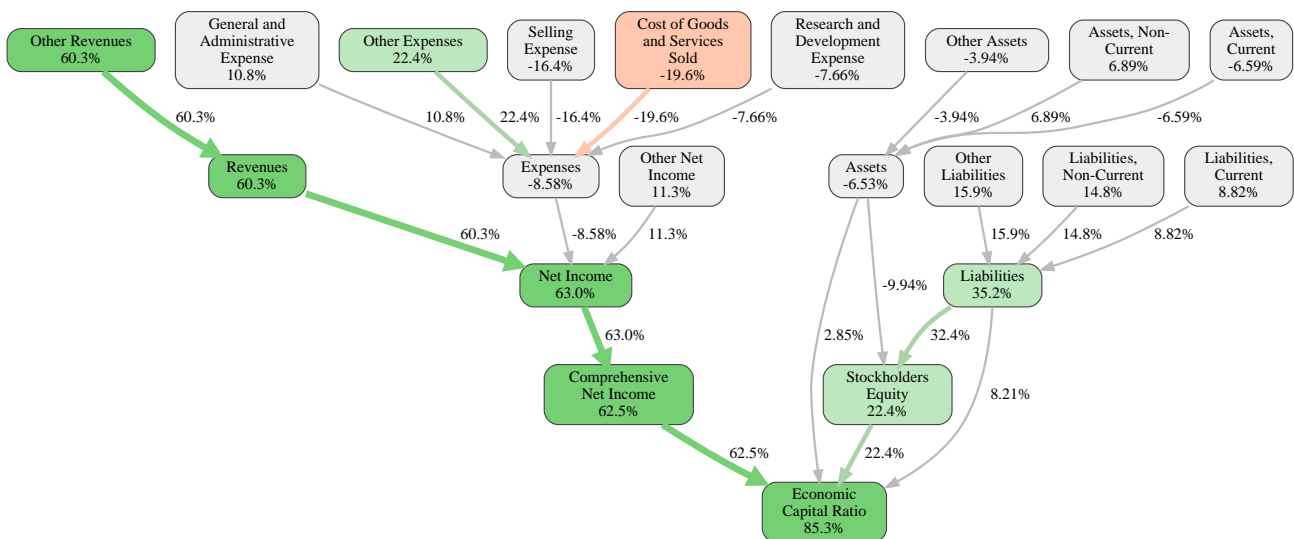 Other Revenues
60.3%
General and
Administrative
Expense
10.8%
Other Expenses
22.4%
Selling
Expense
-16.4%
Cost of Goods
and Services
Sold
-19.6%
Research and
Development
Expense
-7.66%
Other Assets
-3.94%
Assets, Non-
Current
6.89%
Assets,
Current
-6.59%
60.3%
10.8%
22.4%
-16.4%
-19.6%
-7.66%
-3.94%
6.89%
-6.59%
Revenues
60.3%
Expenses
-8.58%
Other Net
Income
11.3%
Assets
-6.53%
Other
Liabilities
15.9%
Liabilities,
Non-Current
14.8%
Liabilities,
Current
8.82%
60.3%
-8.58%
11.3%
15.9%
14.8%
8.82%
Net Income
63.0%
-9.94%
Liabilities
35.2%
63.0%
2.85%
32.4%
Comprehensive
Net Income
62.5%
Stockholders
Equity
22.4%
8.21%
62.5%
22.4%
Economic
Capital Ratio
85.3%